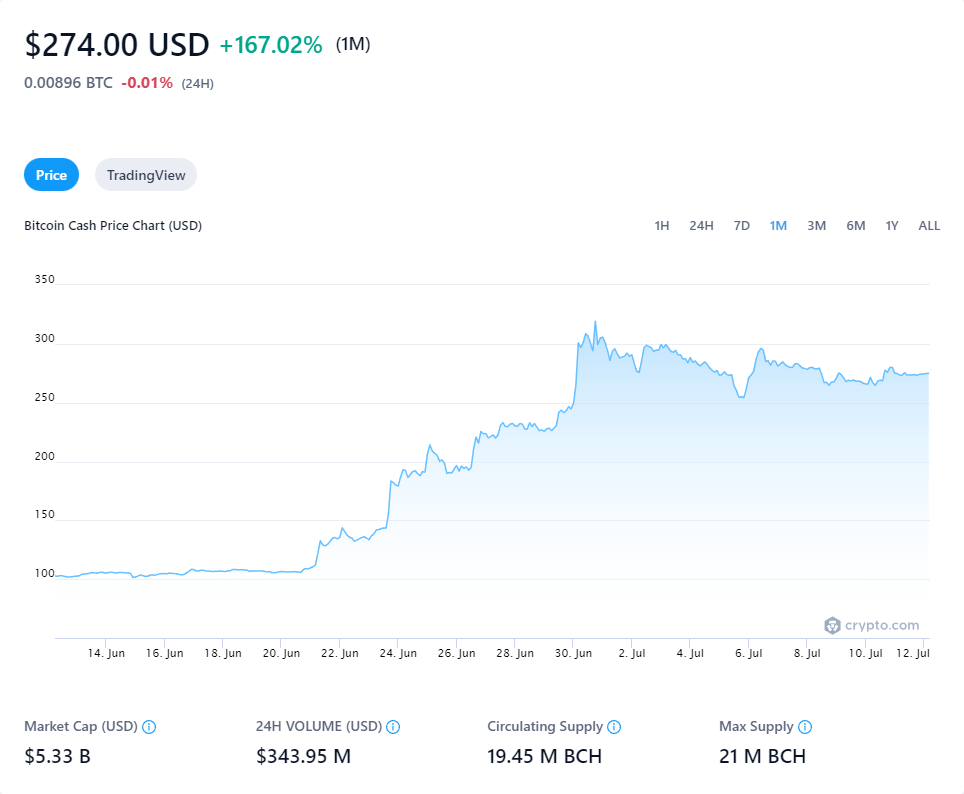 $274.00 USD +167.02% (1M)
0.00896 BTC -0.01% (24H)
Price TradingView
Bitcoin Cash Price Chart (USD) 1H 24H 7D 1M 3M 6M 1Y ALL
350
300
250
200
150
100
crypto.com
14. Jun 16. Jun 18. Jun 20. Jun 22. Jun 24. Jun 26. Jun 28. Jun 30. Jun 2. Jul 4. Jul 6. Jul 8. Jul 10. Jul 12. Jul
Market Cap (USD) 24H VOLUME (USD) Circulating Supply Max Supply
$5.33 B $343.95 M 19.45 M BCH 21 M BCH